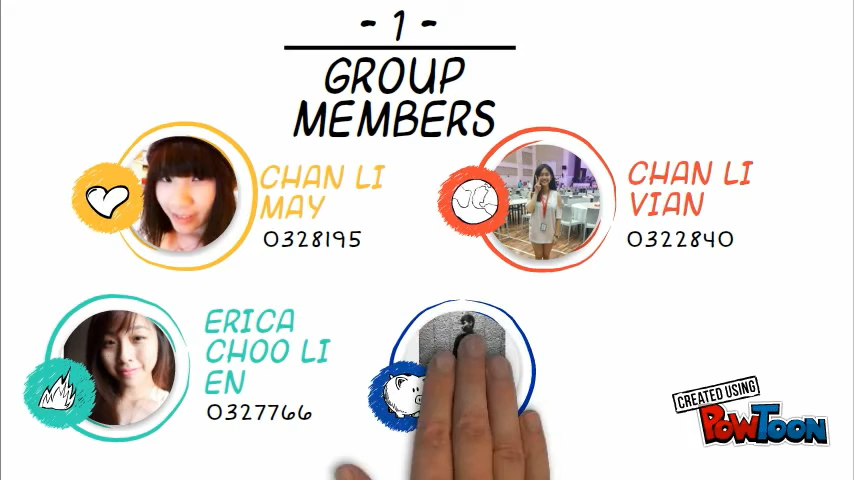 - 1 -
GROUP
MEMBERS
CHAN LI
MAY
0328195
CHAN LI
VIAN
0322840
ERICA
CHOO LI
EN
0327766
CREATED USING
POWTOON